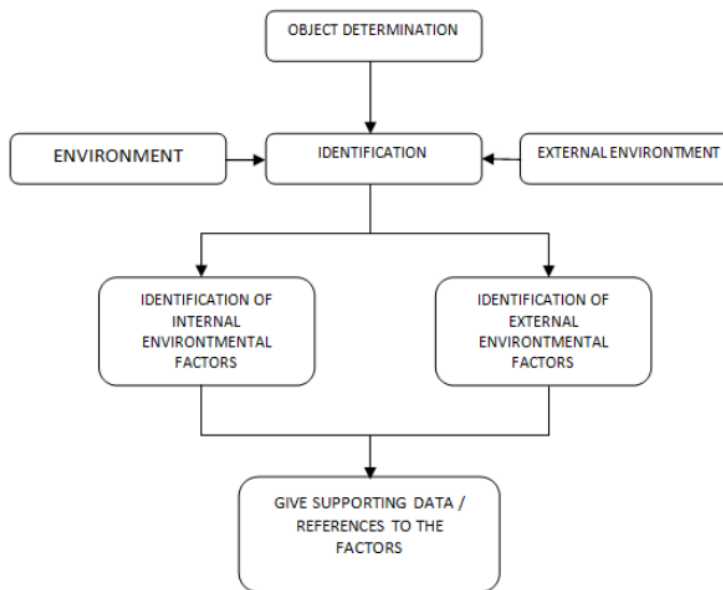 OBJECT DETERMINATION
ENVIRONMENT
IDENTIFICATION
EXTERNAL ENVIRONTMENT
IDENTIFICATION OF
INTERNAL
ENVIRONTMENTAL
FACTORS
IDENTIFICATION OF
EXTERNAL
ENVIRONTMENTAL
FACTORS
GIVE SUPPORTING DATA /
REFERENCES TO THE
FACTORS